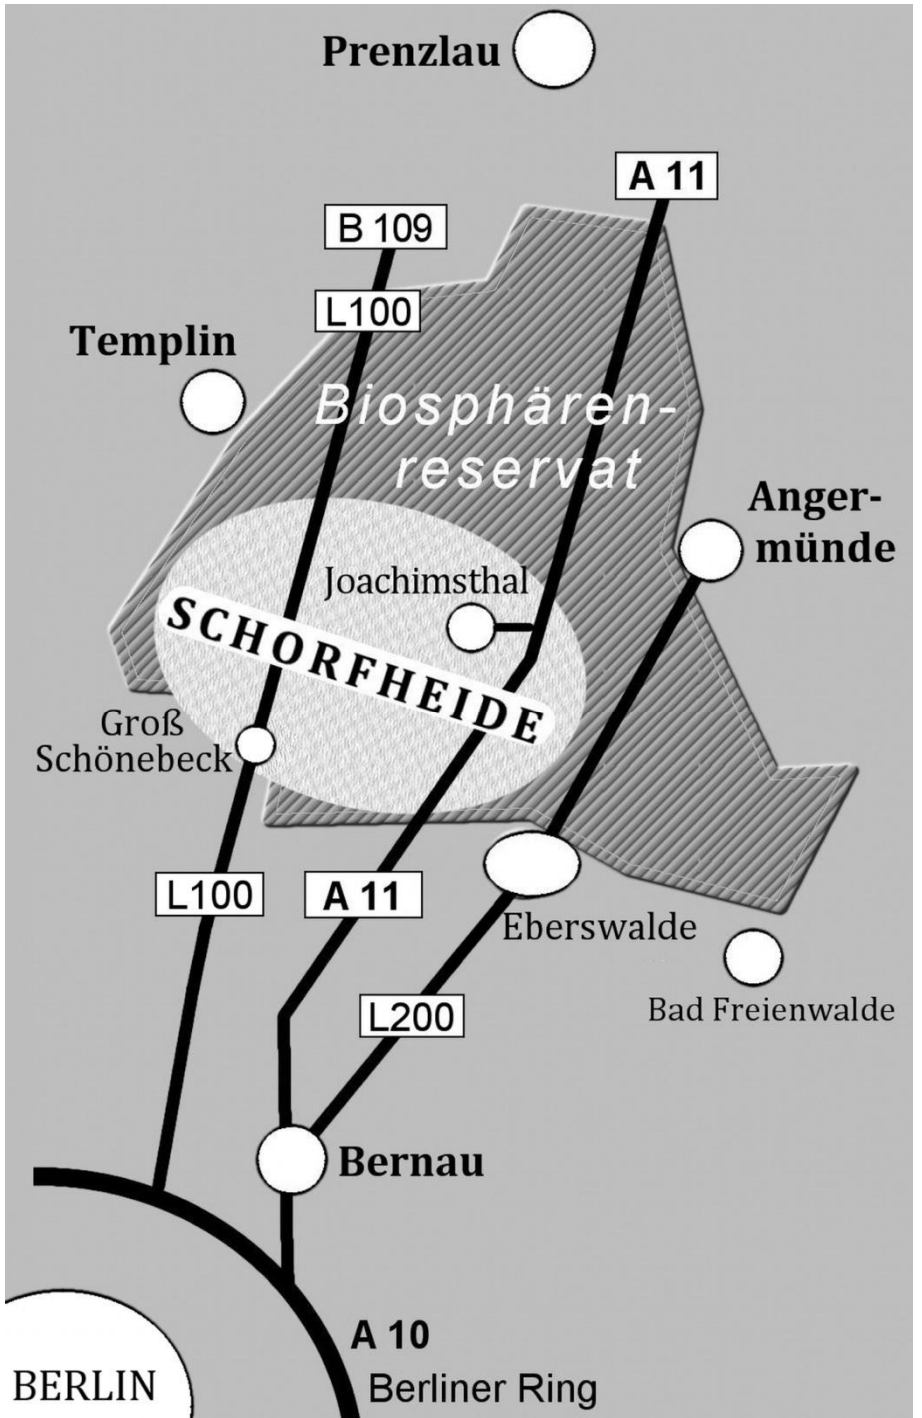 Prenzlau
A 11
B 109
L100
Templin
Biosphären-
reservat
Anger-
münde
Joachimsthal
SCHORFHEIDE
Groß
Schönebeck
L100
A 11
Eberswalde
L200
Bad Freienwalde
Bernau
A 10
BERLIN
Berliner Ring